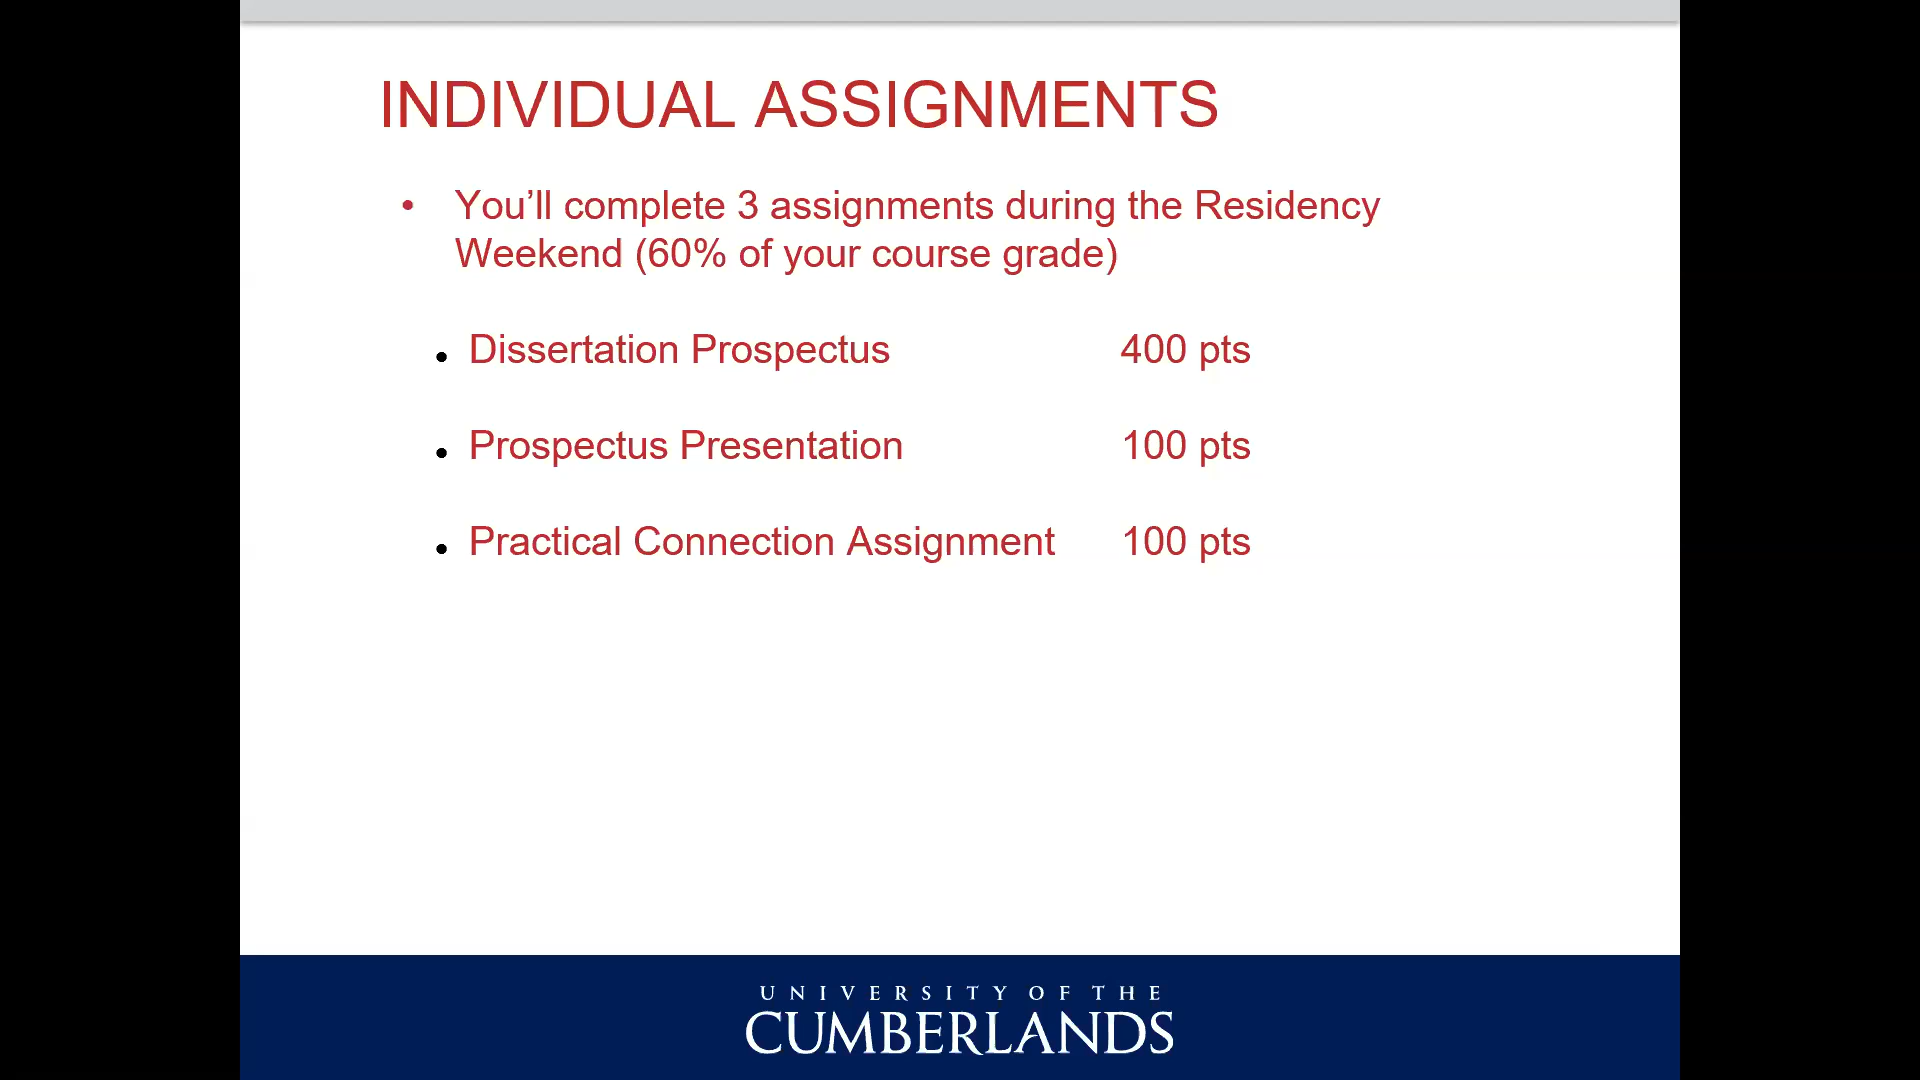 INDIVIDUAL ASSIGNMENTS
• You’ll complete 3 assignments during the Residency
Weekend (60% of your course grade)
• Dissertation Prospectus 400 pts
• Prospectus Presentation 100 pts
• Practical Connection Assignment 100 pts
UNIVERSITY OF THE
CUMBERLANDS